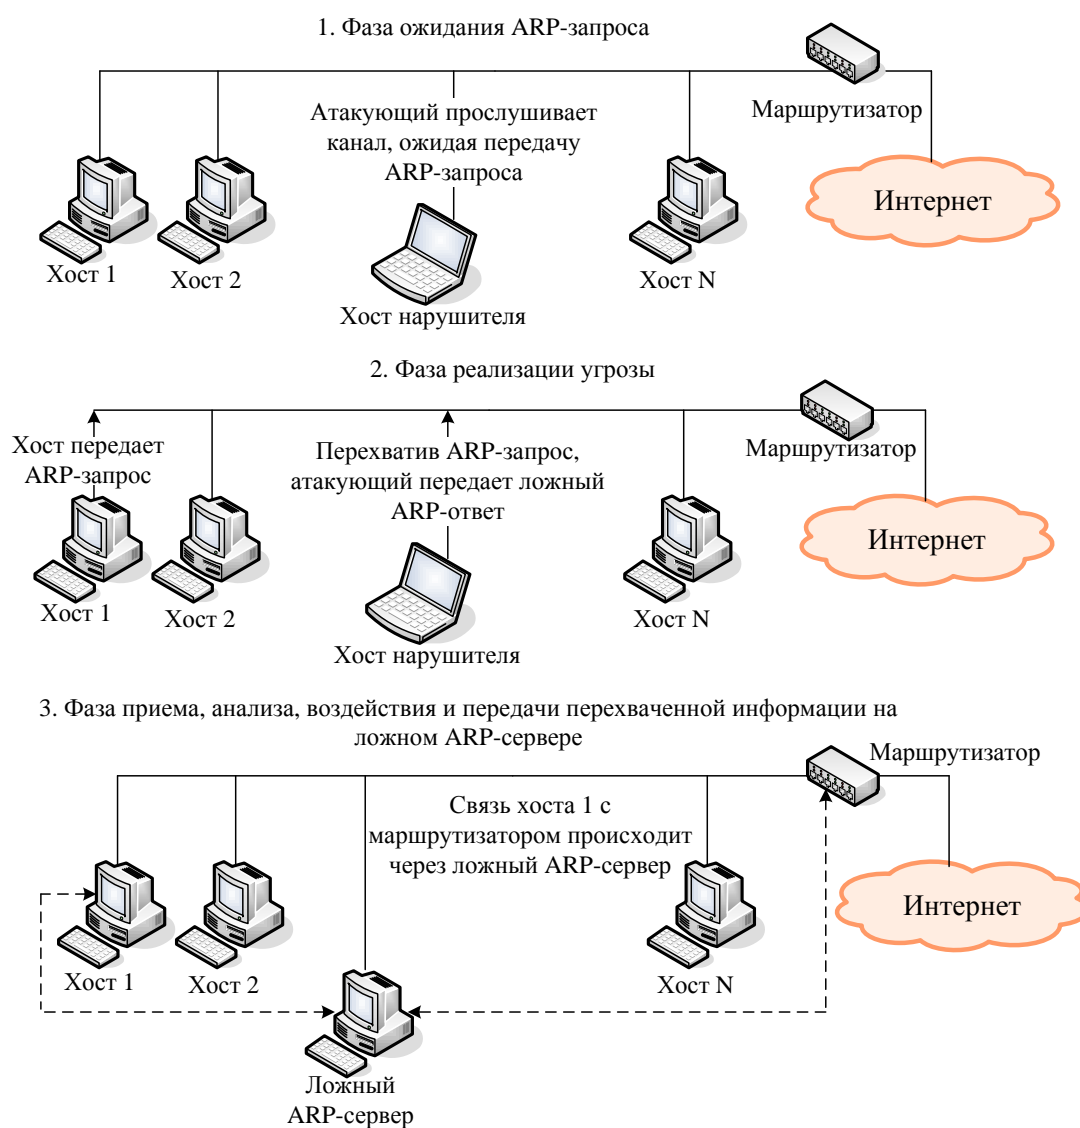 1. Фаза ожидания ARP-запроса
Маршрутизатор
Атакующий прослушивает
канал, ожидая передачу
ARP-запроса
Интернет
Хост 1
Хост 2
Хост N
Хост нарушителя
2. Фаза реализации угрозы
Маршрутизатор
Хост передает
ARP-запрос
Перехватив ARP-запрос,
атакующий передает ложный
ARP-ответ
Интернет
Хост 1
Хост 2
Хост N
Хост нарушителя
3. Фаза приема, анализа, воздействия и передачи перехваченной информации на
ложном ARP-сервере
Маршрутизатор
Связь хоста 1 с
маршрутизатором происходит
через ложный ARP-сервер
Интернет
Хост 1
Хост 2
Хост N
Ложный
ARP-сервер